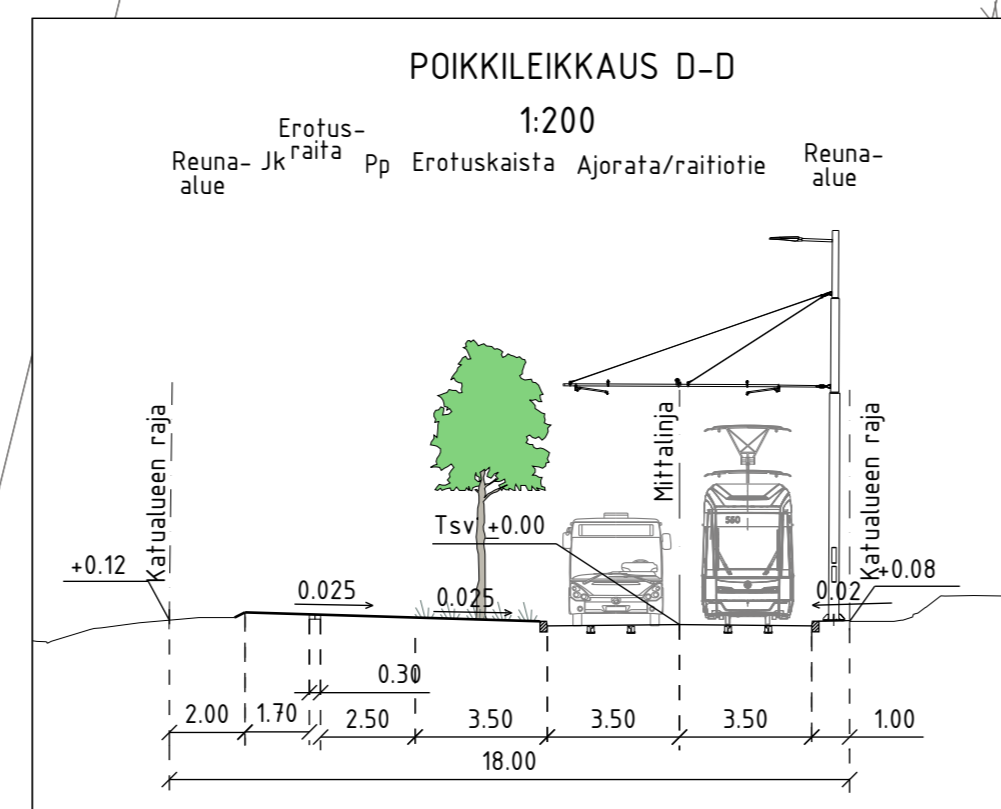 POIKKILEIKKAUS D-D
1:200
Reuna-
alue
Jk
Erotus-
raita
Pp
Erotuskaista
Ajorata/raitiotie
Reuna-
alue
Katualueen raja
Mittalinja
Katualueen raja
550
Tsv ±0.00
+0.12
+0.08
0.025
0.025
0.02
0.30
2.00
1.70
2.50
3.50
3.50
3.50
1.00
18.00